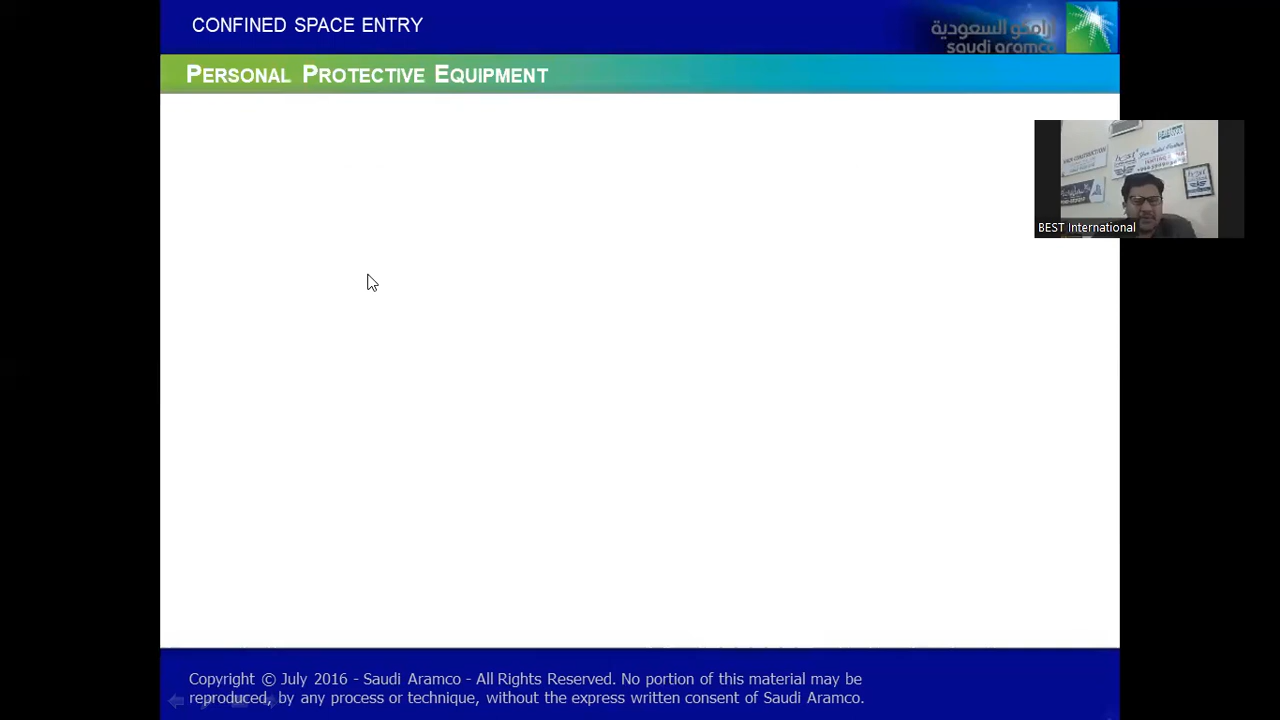 CONFINED SPACE ENTRY
أرامكو السعودية
saudi aramco
PERSONAL PROTECTIVE EQUIPMENT
BEST International
Copyright © July 2016 - Saudi Aramco - All Rights Reserved. No portion of this material may be
reproduced, by any process or technique, without the express written consent of Saudi Aramco.